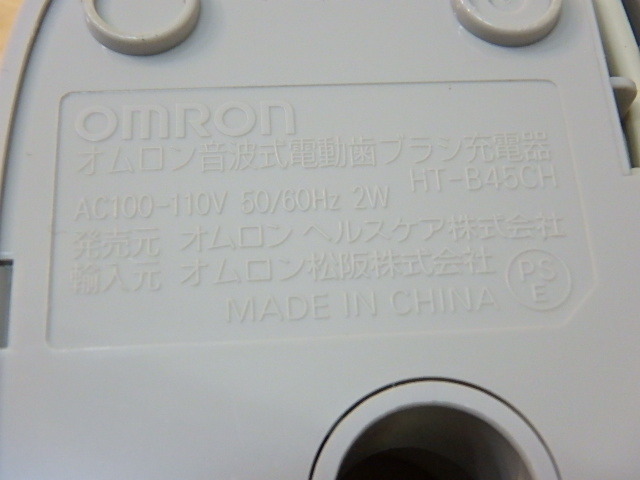 OMRON
オムロン音波式電動歯ブラシ充電器
HT-B45CH
AC100-110V 50/60Hz 2W
発売元 オムロン ヘルスケア株式会社
輸入元 オムロン松阪株式会社
PS
E
MADE IN CHINA